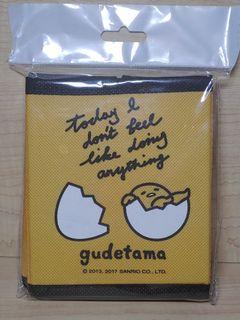 today I
don't feel
like doing
anything
gudetama
© 2013, 2017 SANRIO CO., LTD.